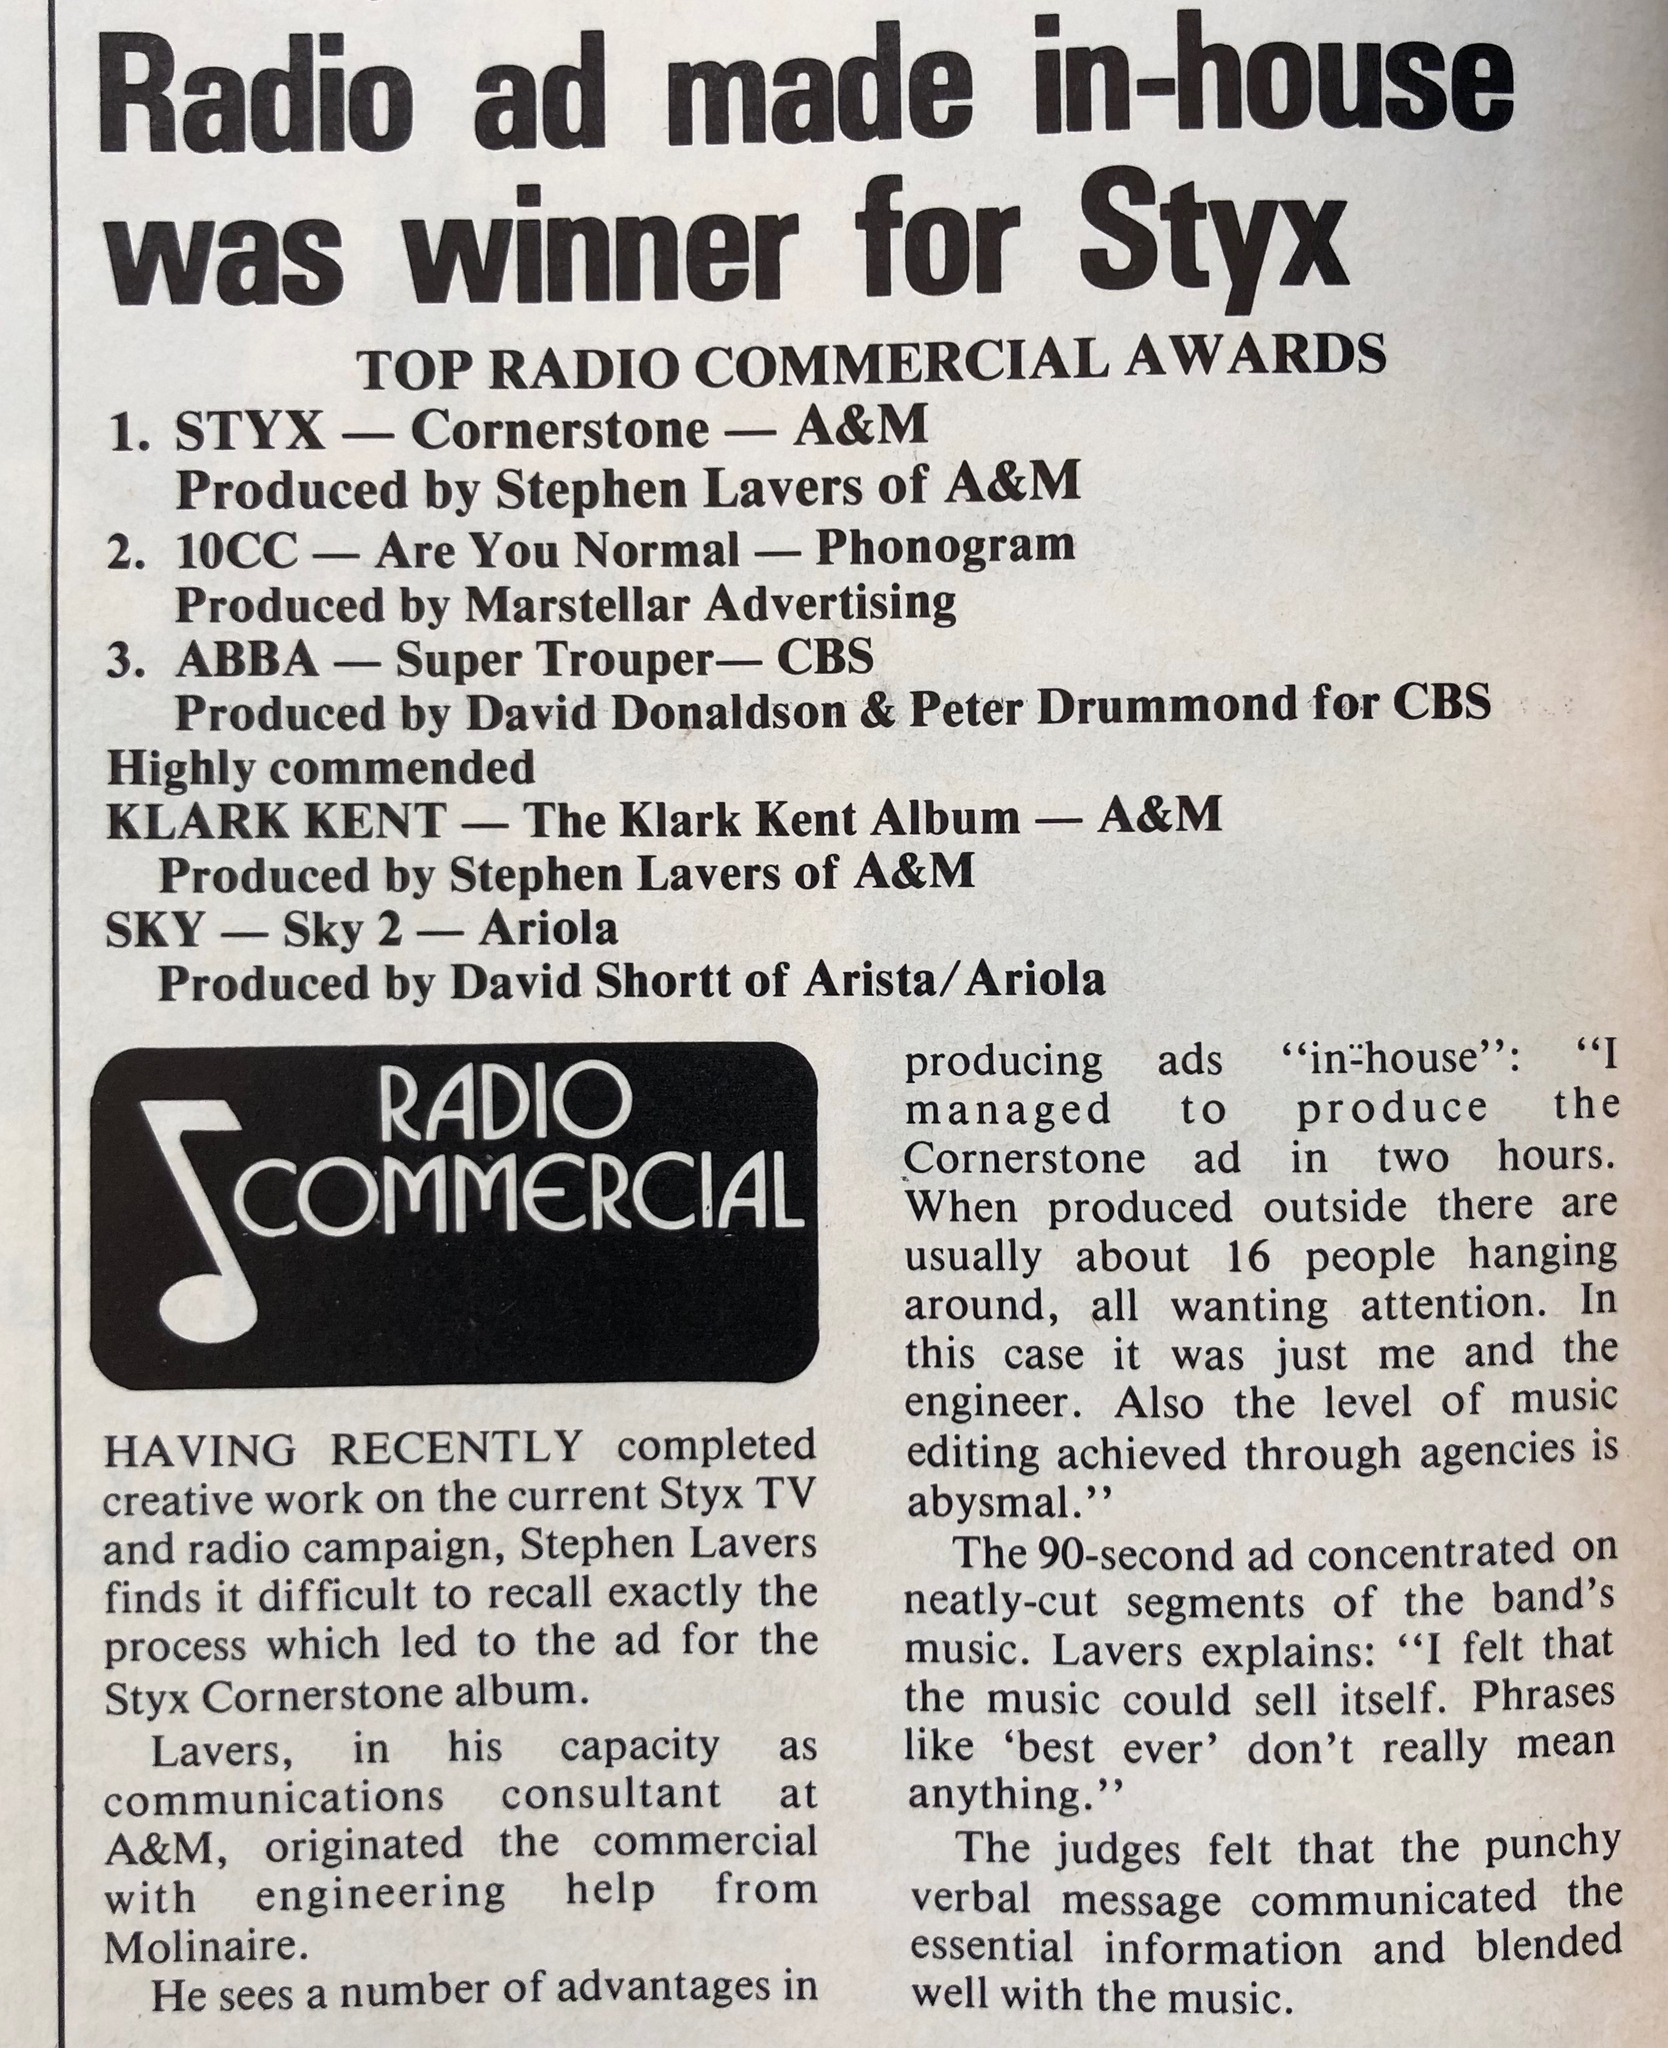 Radio ad made in-house
was winner for Styx
TOP RADIO COMMERCIAL AWARDS
1. STYX — Cornerstone — A&M
Produced by Stephen Lavers of A&M
2. 10CC — Are You Normal — Phonogram
Produced by Marstellar Advertising
3. ABBA — Super Trouper— CBS
Produced by David Donaldson & Peter Drummond for CBS
Highly commended
KLARK KENT — The Klark Kent Album — A&M
Produced by Stephen Lavers of A&M
SKY — Sky 2 — Ariola
Produced by David Shortt of Arista/Ariola
RADIO
COMMERCIAL
HAVING RECENTLY completed
creative work on the current Styx TV
and radio campaign, Stephen Lavers
finds it difficult to recall exactly the
process which led to the ad for the
Styx Cornerstone album.
Lavers, in his capacity as
communications consultant at
A&M, originated the commercial
with engineering help from
Molinaire.
He sees a number of advantages in
producing ads ‘‘in-house’’: ‘‘I
managed to produce the
Cornerstone ad in two hours.
When produced outside there are
usually about 16 people hanging
around, all wanting attention. In
this case it was just me and the
engineer. Also the level of music
editing achieved through agencies is
abysmal.’’
The 90-second ad concentrated on
neatly-cut segments of the band’s
music. Lavers explains: ‘‘I felt that
the music could sell itself. Phrases
like ‘best ever’ don’t really mean
anything.’’
The judges felt that the punchy
verbal message communicated the
essential information and blended
well with the music.